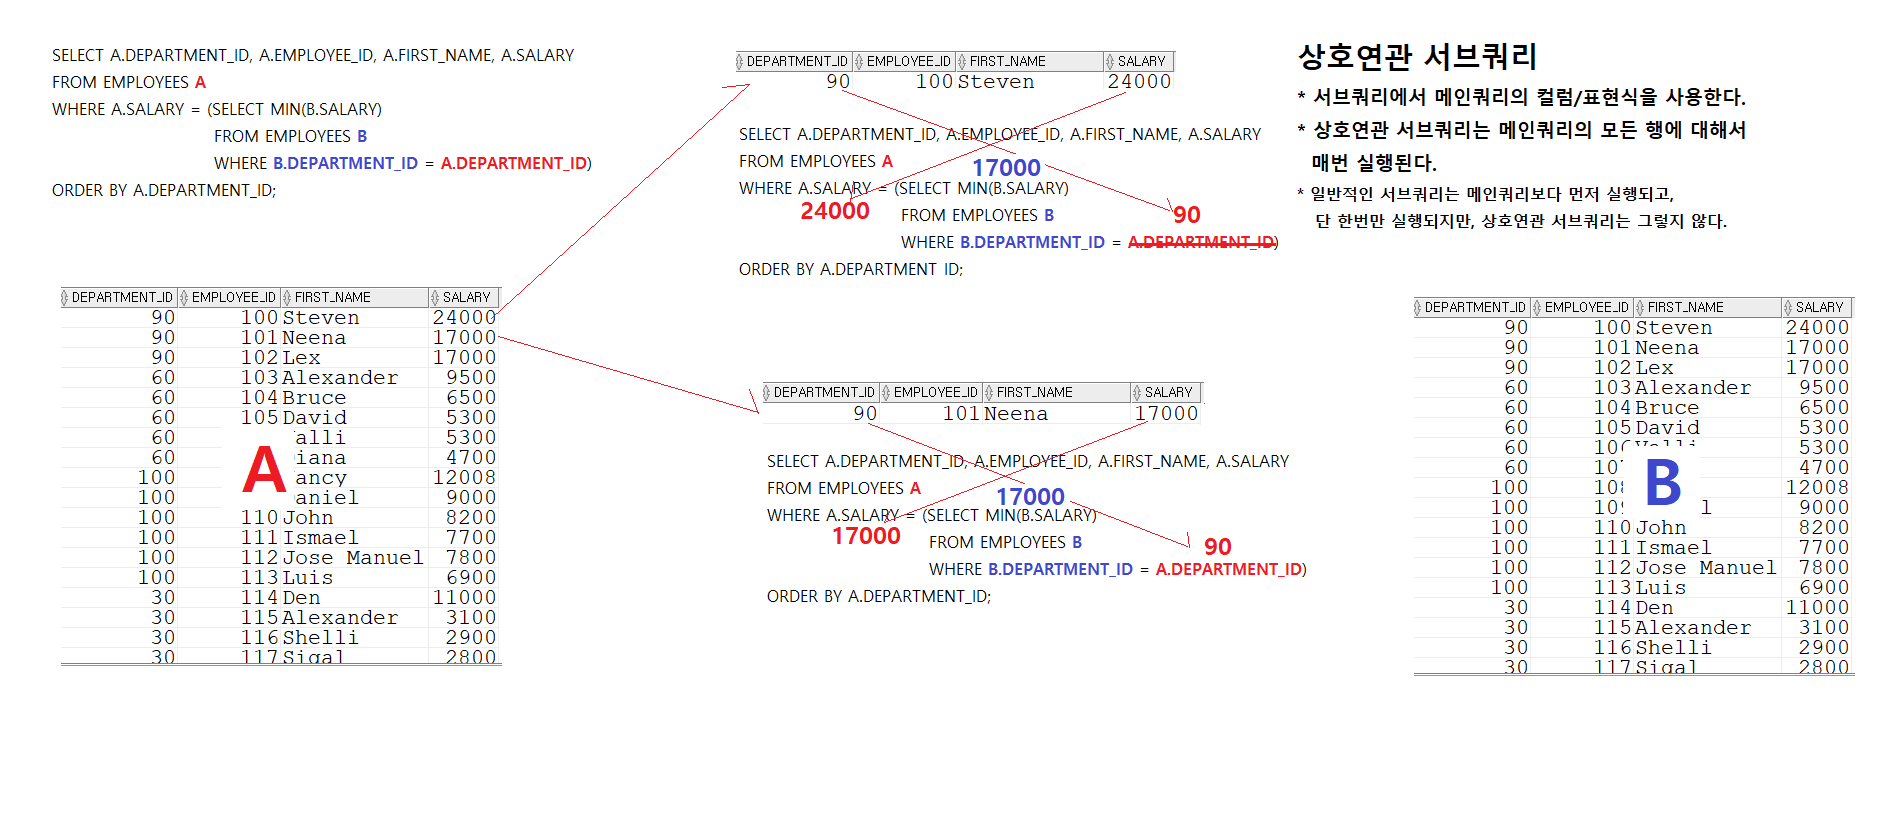 SELECT A.DEPARTMENT_ID, A.EMPLOYEE_ID, A.FIRST_NAME, A.SALARY
FROM EMPLOYEES A
WHERE A.SALARY = (SELECT MIN(B.SALARY)
FROM EMPLOYEES B
WHERE B.DEPARTMENT_ID = A.DEPARTMENT_ID)
ORDER BY A.DEPARTMENT_ID;
DEPARTMENT_ID EMPLOYEE_ID FIRST_NAME SALARY
90 100 Steven 24000
90 101 Neena 17000
90 102 Lex 17000
60 103 Alexander 9500
60 104 Bruce 6500
60 105 David 5300
60 alli 5300
60 iana 4700
100 ancy 12008
100 aniel 9000
100 110 John 8200
100 111 Ismael 7700
100 112 Jose Manuel 7800
100 113 Luis 6900
30 114 Den 11000
30 115 Alexander 3100
30 116 Shelli 2900
30 117 Sigal 2800
A
DEPARTMENT_ID EMPLOYEE_ID FIRST_NAME SALARY
90 100 Steven 24000
SELECT A.DEPARTMENT_ID, A.EMPLOYEE_ID, A.FIRST_NAME, A.SALARY
FROM EMPLOYEES A
17000
WHERE A.SALARY = (SELECT MIN(B.SALARY)
24000
FROM EMPLOYEES B
90
WHERE B.DEPARTMENT_ID = A.DEPARTMENT_ID)
ORDER BY A.DEPARTMENT ID;
DEPARTMENT_ID EMPLOYEE_ID FIRST_NAME SALARY
90 101 Neena 17000
SELECT A.DEPARTMENT_ID, A.EMPLOYEE_ID, A.FIRST_NAME, A.SALARY
FROM EMPLOYEES A
17000
WHERE A.SALARY = (SELECT MIN(B.SALARY)
17000
FROM EMPLOYEES B
90
WHERE B.DEPARTMENT_ID = A.DEPARTMENT_ID)
ORDER BY A.DEPARTMENT_ID;
상호연관 서브쿼리
* 서브쿼리에서 메인쿼리의 컬럼/표현식을 사용한다.
* 상호연관 서브쿼리는 메인쿼리의 모든 행에 대해서
매번 실행된다.
* 일반적인 서브쿼리는 메인쿼리보다 먼저 실행되고,
단 한번만 실행되지만, 상호연관 서브쿼리는 그렇지 않다.
DEPARTMENT_ID EMPLOYEE_ID FIRST_NAME SALARY
90 100 Steven 24000
90 101 Neena 17000
90 102 Lex 17000
60 103 Alexander 9500
60 104 Bruce 6500
60 105 David 5300
60 5300
60 4700
100 12008
100 9000
100 110 John 8200
100 111 Ismael 7700
100 112 Jose Manuel 7800
100 113 Luis 6900
30 114 Den 11000
30 115 Alexander 3100
30 116 Shelli 2900
30 117 Sigal 2800
B